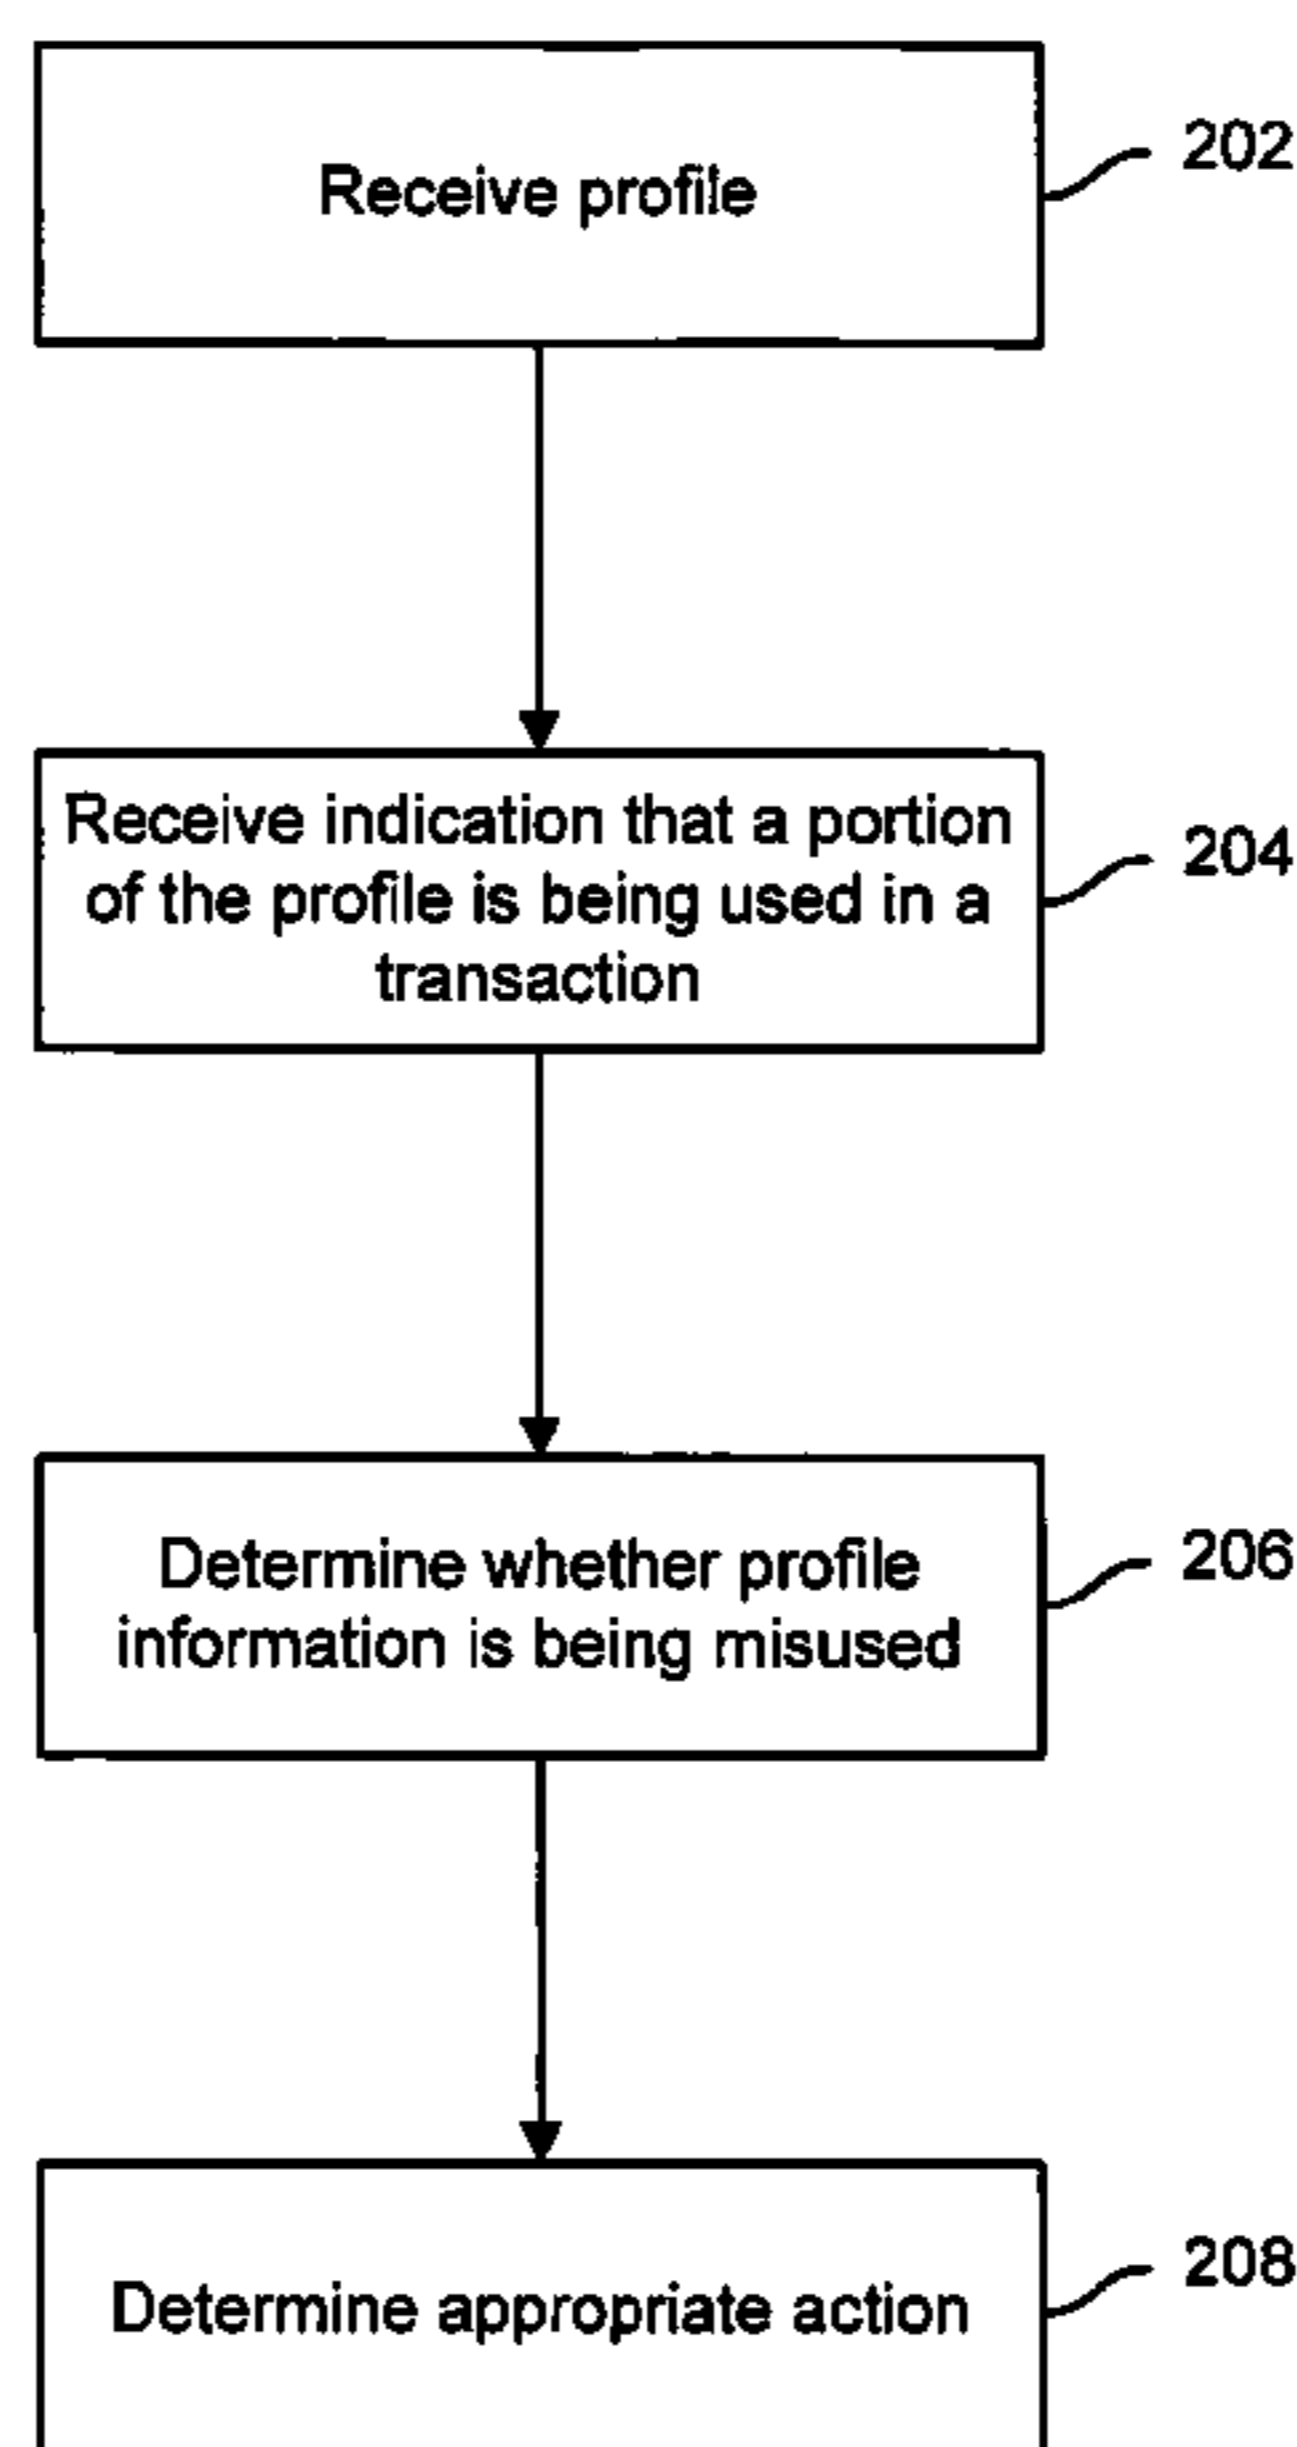 Receive profile
202
Receive indication that a portion
of the profile is being used in a
transaction
204
Determine whether profile
information is being misused
206
Determine appropriate action
208